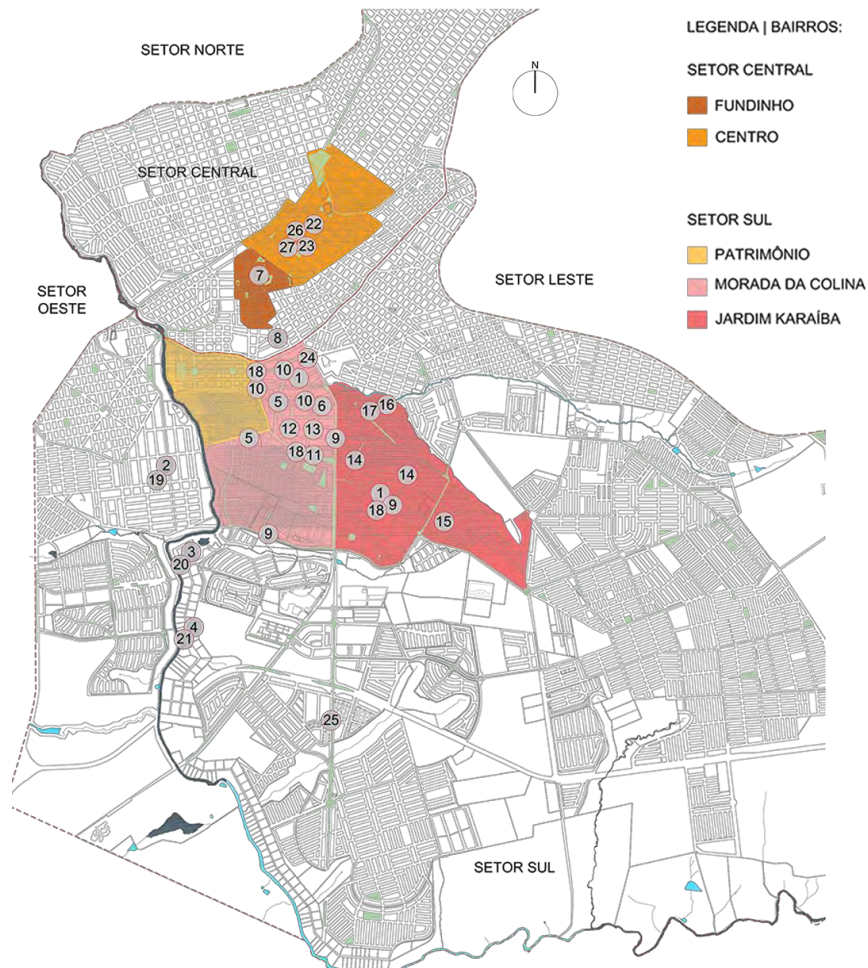 SETOR NORTE
LEGENDA | BAIRROS:
N
SETOR CENTRAL
FUNDINHO
CENTRO
SETOR CENTRAL
22
26
27
23
SETOR SUL
PATRIMÔNIO
MORADA DA COLINA
JARDIM KARAÍBA
7
SETOR LESTE
SETOR
OESTE
8
24
18
10
1
10
5
10
6
17
16
12
13
5
9
18
11
14
2
19
14
1
9
18
15
9
3
20
4
21
25
SETOR SUL